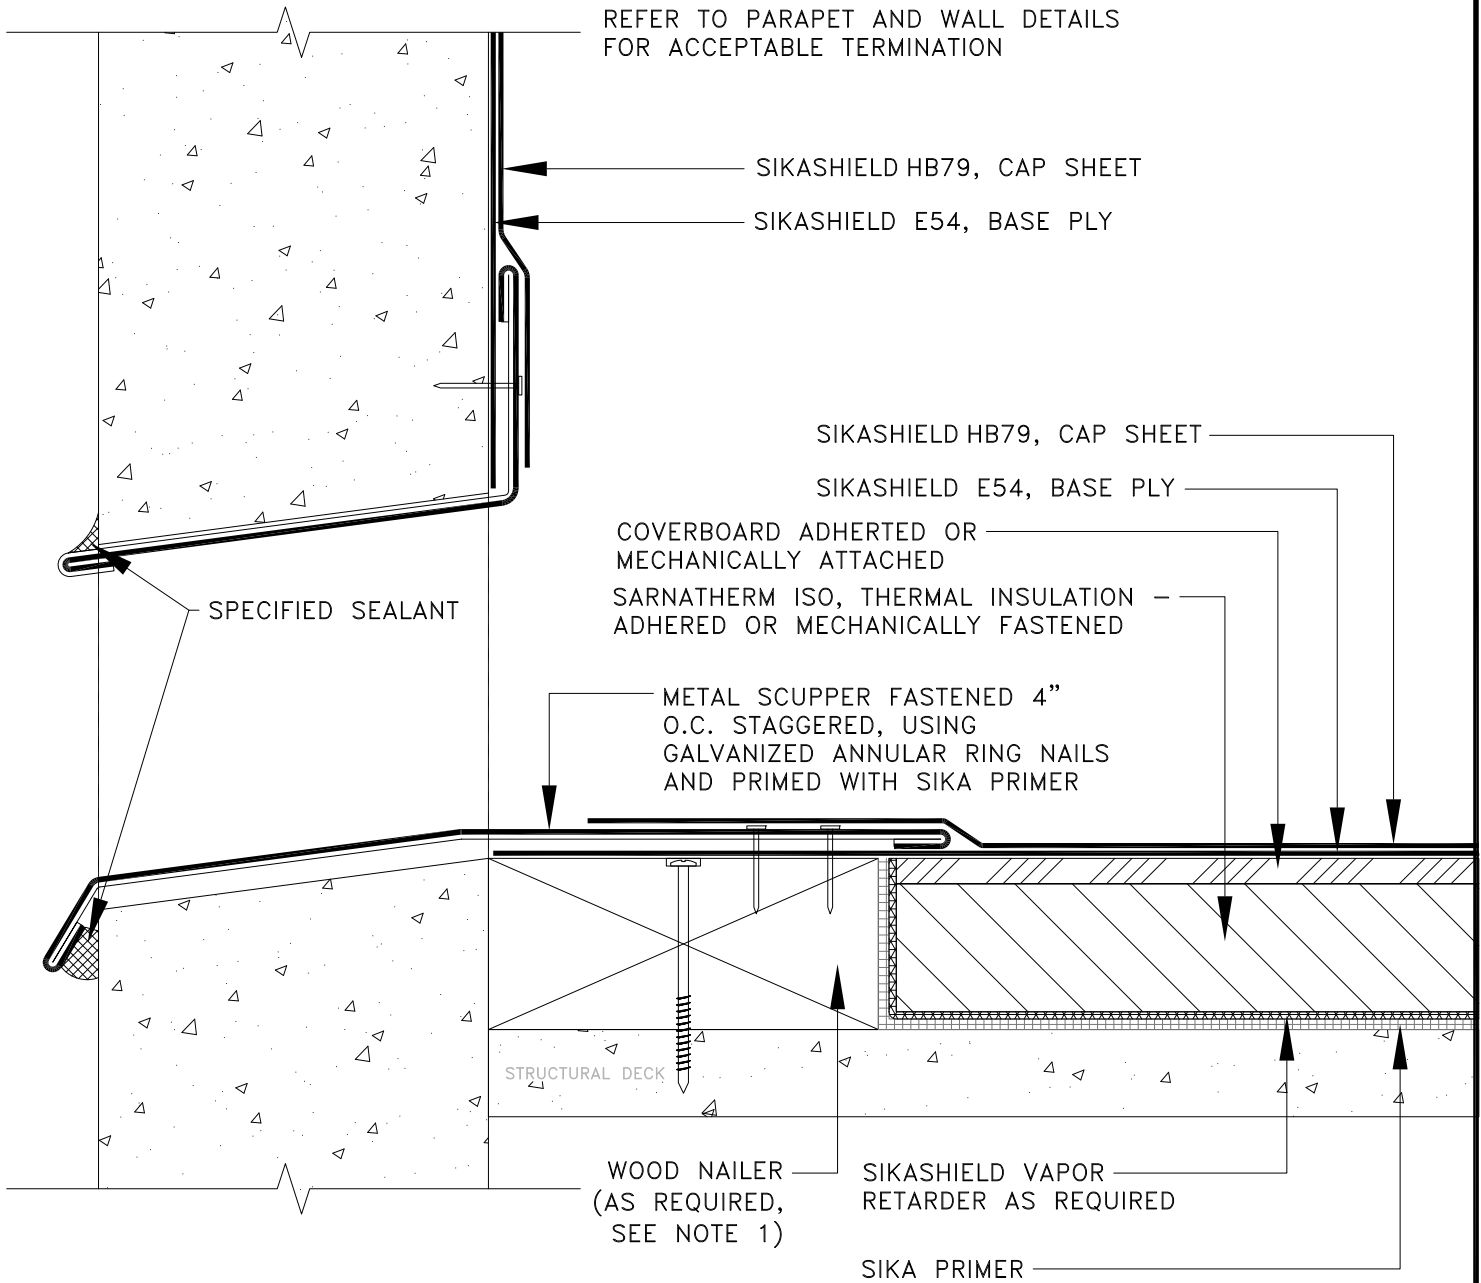 REFER TO PARAPET AND WALL DETAILS
FOR ACCEPTABLE TERMINATION
SIKASHIELD HB79, CAP SHEET
SIKASHIELD E54, BASE PLY
SIKASHIELD HB79, CAP SHEET
SIKASHIELD E54, BASE PLY
COVERBOARD ADHERTED OR
MECHANICALLY ATTACHED
SARNATHERM ISO, THERMAL INSULATION –
ADHERED OR MECHANICALLY FASTENED
SPECIFIED SEALANT
METAL SCUPPER FASTENED 4”
O.C. STAGGERED, USING
GALVANIZED ANNULAR RING NAILS
AND PRIMED WITH SIKA PRIMER
STRUCTURAL DECK
WOOD NAILER
(AS REQUIRED,
SEE NOTE 1)
SIKASHIELD VAPOR
RETARDER AS REQUIRED
SIKA PRIMER